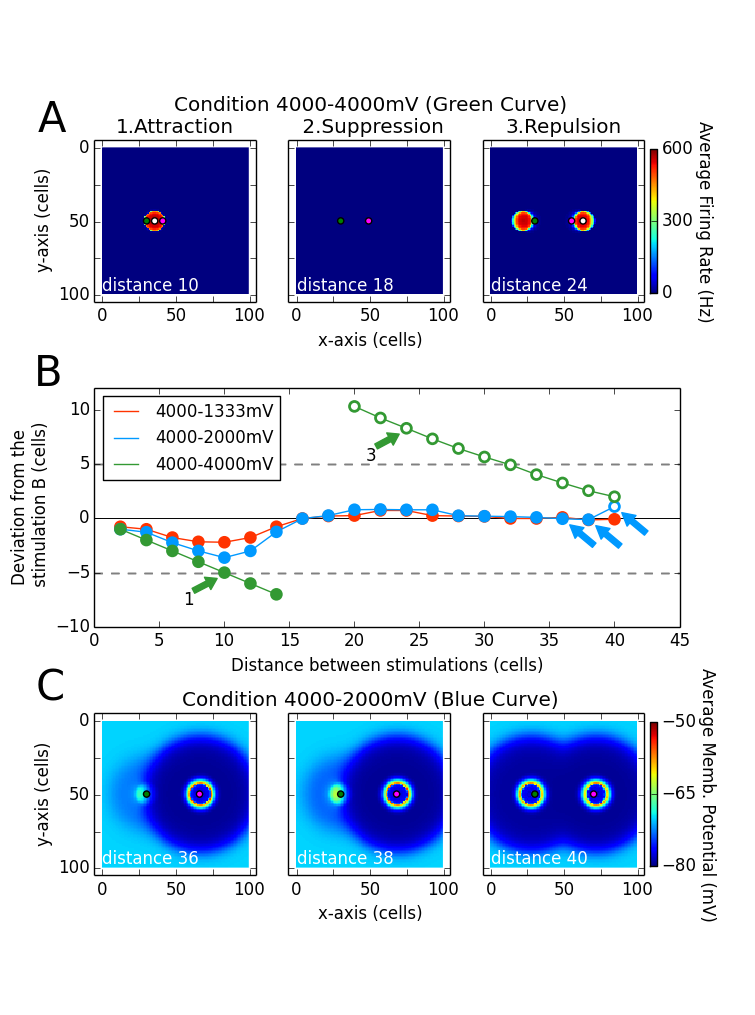 A
Condition 4000-4000mV (Green Curve)
1.Attraction 2.Suppression 3.Repulsion
0
50
100
y-axis (cells)
distance 10 distance 18 distance 24
0 50 100 0 50 100 0 50 100
x-axis (cells)
600
300
0
Average Firing Rate (Hz)
B
4000-1333mV
4000-2000mV
4000-4000mV
10
5
0
−5
−10
Deviation from the
stimulation B (cells)
3
1
0 5 10 15 20 25 30 35 40 45
Distance between stimulations (cells)
C
Condition 4000-2000mV (Blue Curve)
0
50
100
y-axis (cells)
distance 36 distance 38 distance 40
0 50 100 0 50 100 0 50 100
x-axis (cells)
−50
−65
−80
Average Memb. Potential (mV)